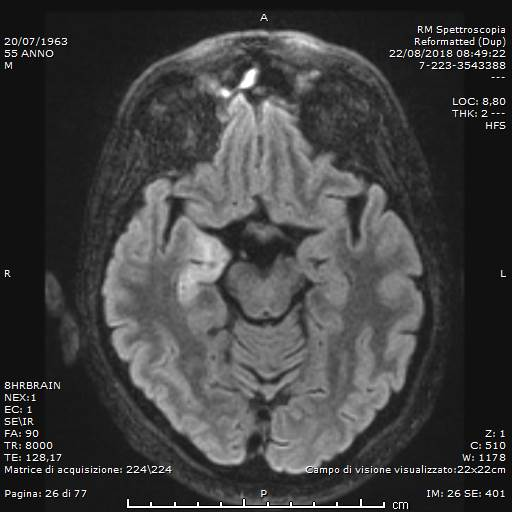 A
20/07/1963
55 ANNO
M
RM Spettroscopia
Reformatted (Dup)
22/08/2018 08:49:22
7-223-3543388
---
LOC: 8,80
THK: 2 ---
HFS
R
L
8HRBRAIN
NEX:1
EC: 1
SE\IR
FA: 90
TR: 8000
TE: 128,17
Matrice di acquisizione: 224\224
Pagina: 26 di 77
P
Z: 1
C: 510
W: 1178
Campo di visione visualizzato:22x22cm
IM: 26 SE: 401
cm